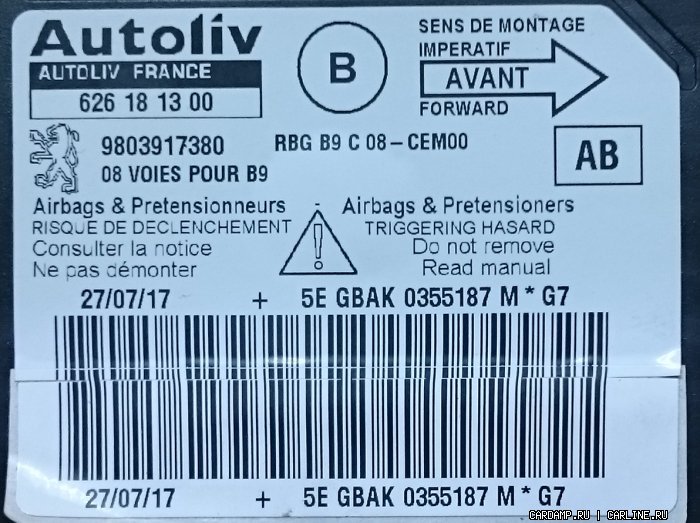 Autoliv
AUTOLIV FRANCE
626 18 13 00
B
SENS DE MONTAGE
IMPERATIF
AVANT
FORWARD
9803917380
RBG B9 C 08-CEM00
08 VOIES POUR B9
AB
Airbags & Pretensionneurs
RISQUE DE DECLENCHEMENT
Consulter la notice
Ne pas démonter
!
Airbags & Pretensioners
TRIGGERING HASARD
Do not remove
Read manual
27/07/17 + 5E GBAK 0355187 M * G7
27/07/17 + 5E GBAK 0355187 M * G7
CARDAMP.RU | CARLINE.RU